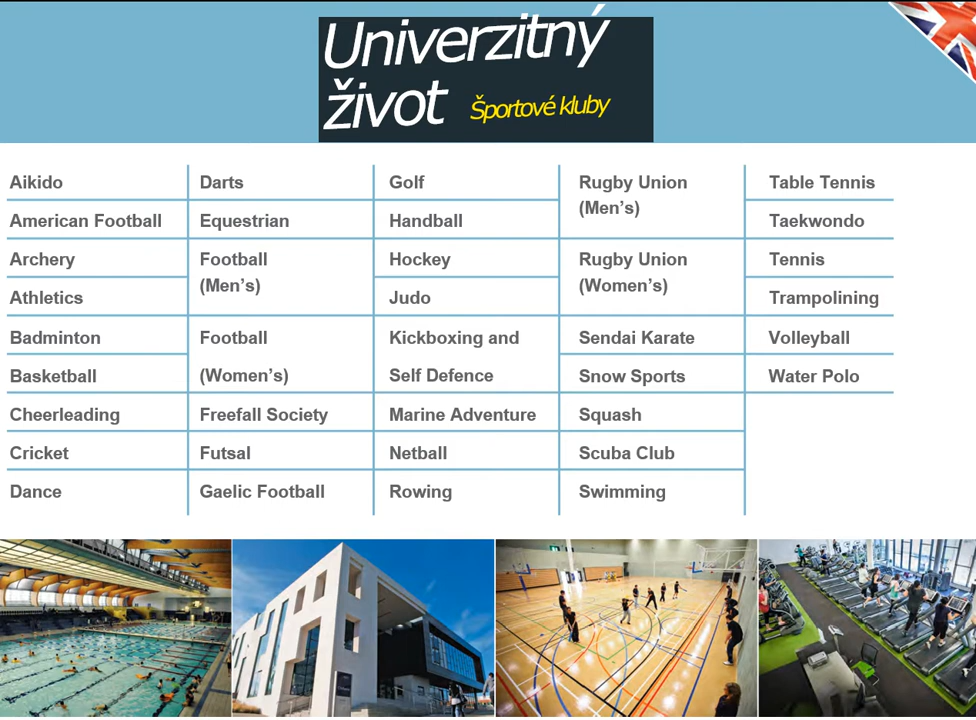 Univerzitný
život Športové kluby
Aikido
American Football
Archery
Athletics
Badminton
Basketball
Cheerleading
Cricket
Dance
Darts
Equestrian
Football
(Men’s)
Football
(Women’s)
Freefall Society
Futsal
Gaelic Football
Golf
Handball
Hockey
Judo
Kickboxing and
Self Defence
Marine Adventure
Netball
Rowing
Rugby Union
(Men’s)
Rugby Union
(Women’s)
Sendai Karate
Snow Sports
Squash
Scuba Club
Swimming
Table Tennis
Taekwondo
Tennis
Trampolining
Volleyball
Water Polo